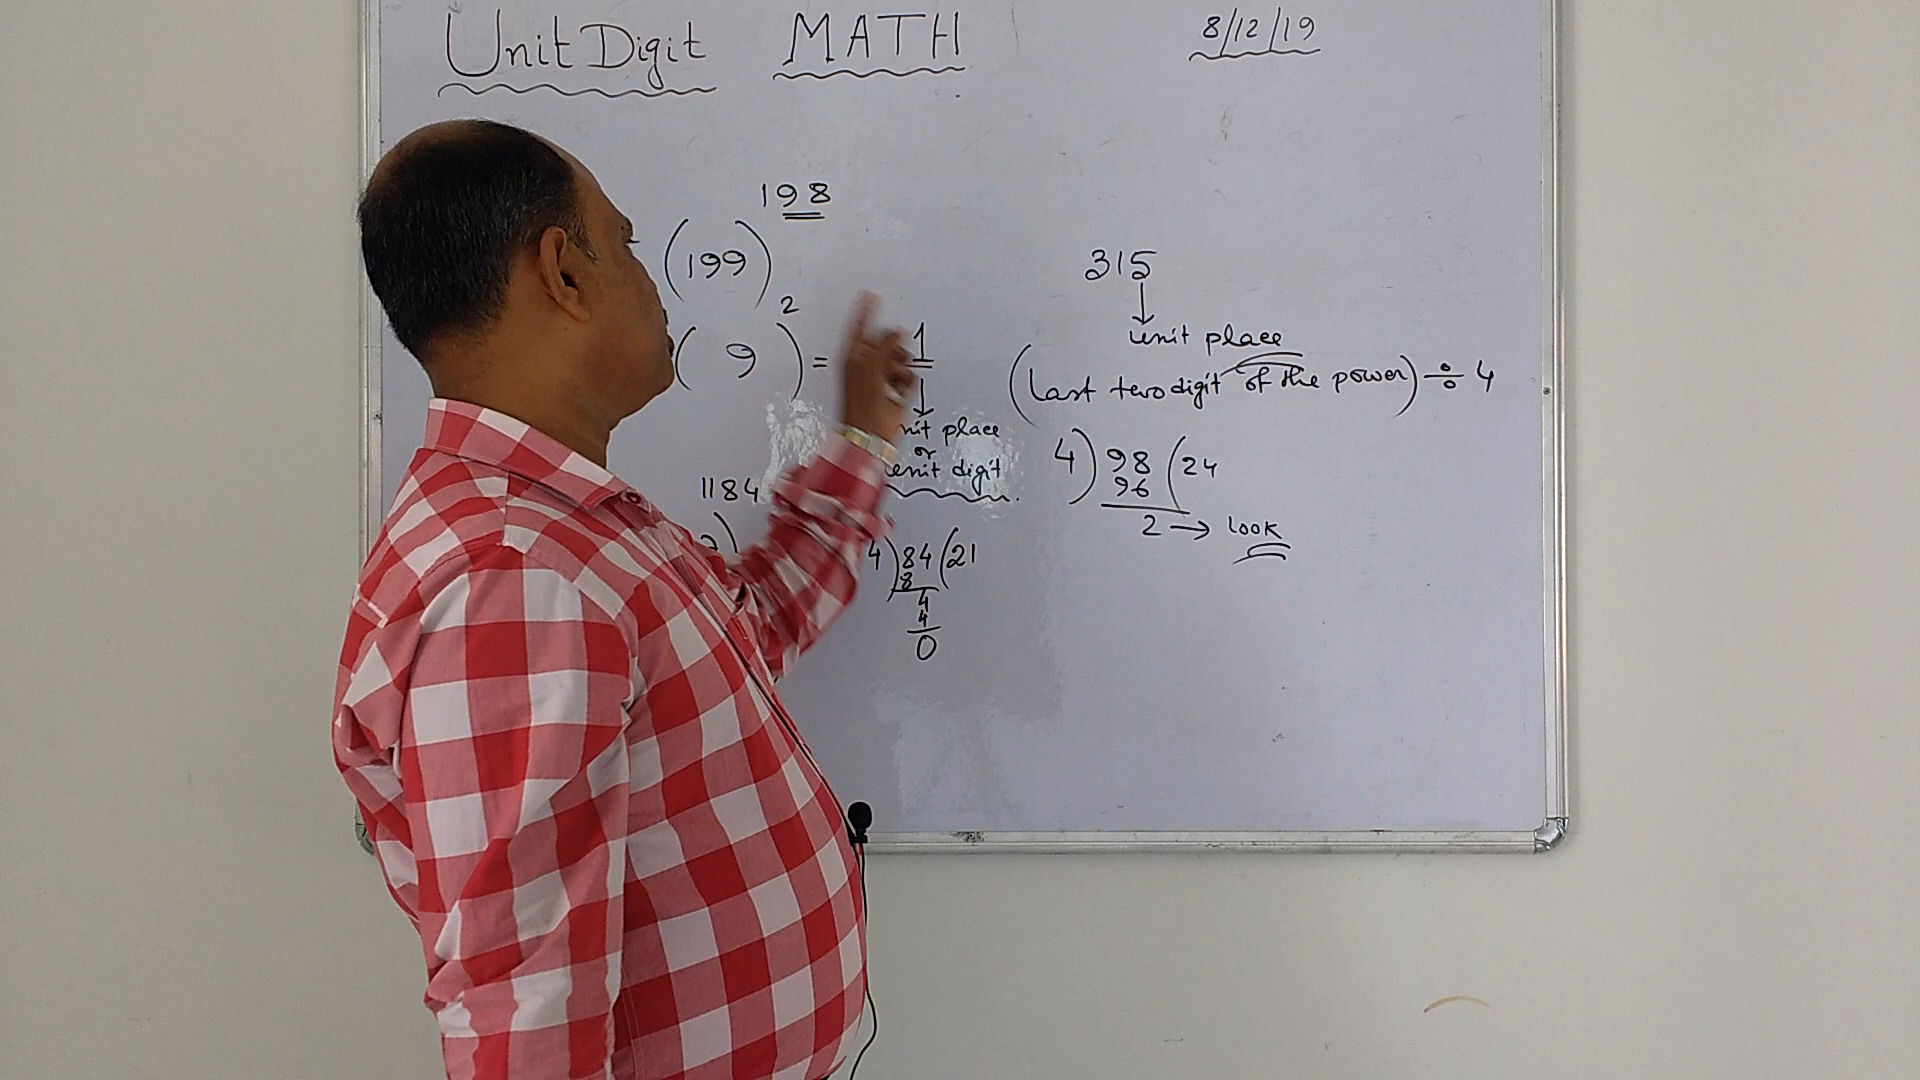 Unit Digit MATH 8/12/19
198
(199)
2
( 9 ) = 1
unit place
or
unit digit
1184
4)84(21
8
4
4
0
315
unit place
(last two digit of the power) ÷ 4
4)98(24
96
2 → look